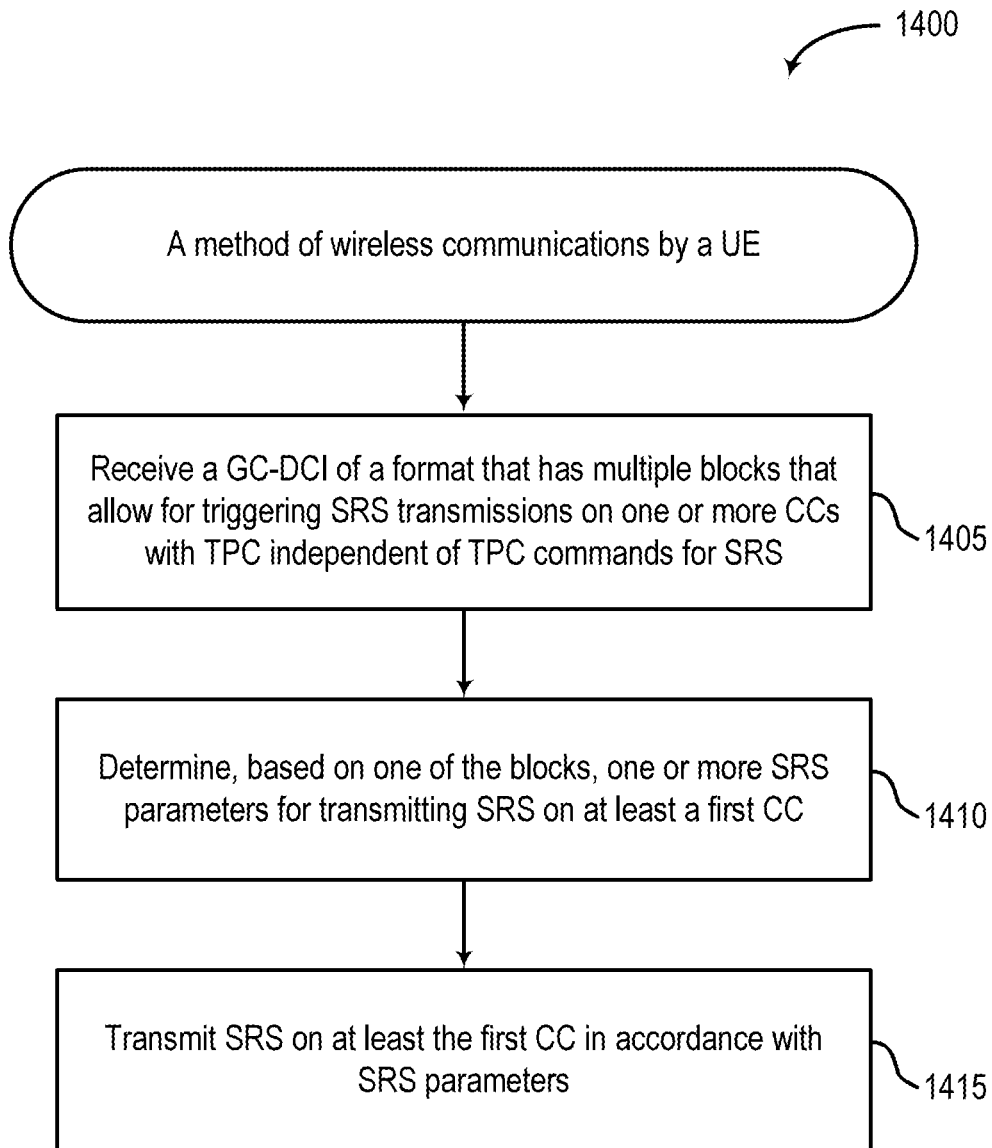 1400
A method of wireless communications by a UE
Receive a GC-DCI of a format that has multiple blocks that
allow for triggering SRS transmissions on one or more CCs
with TPC independent of TPC commands for SRS
1405
Determine, based on one of the blocks, one or more SRS
parameters for transmitting SRS on at least a first CC
1410
Transmit SRS on at least the first CC in accordance with
SRS parameters
1415